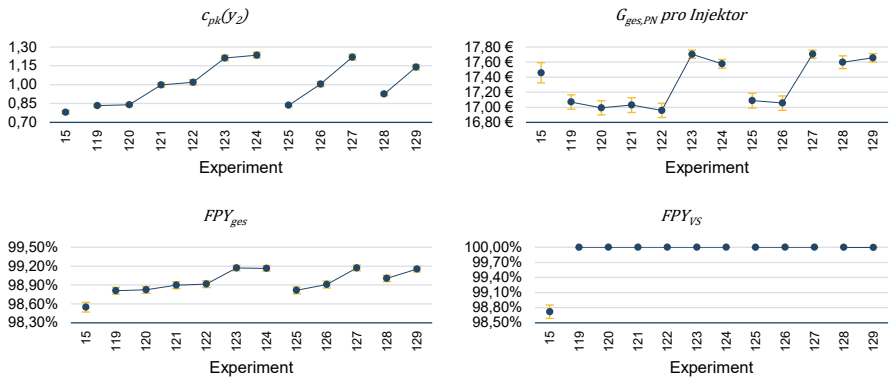 c_pk(y_2)
1,30
1,15
1,00
0,85
0,70
15 119 120 121 122 123 124 125 126 127 128 129
Experiment
G_ges,PN pro Injektor
17,80 €
17,60 €
17,40 €
17,20 €
17,00 €
16,80 €
15 119 120 121 122 123 124 125 126 127 128 129
Experiment
FPY_ges
99,50%
99,20%
98,90%
98,60%
98,30%
15 119 120 121 122 123 124 125 126 127 128 129
Experiment
FPY_VS
100,00%
99,70%
99,40%
99,10%
98,80%
98,50%
15 119 120 121 122 123 124 125 126 127 128 129
Experiment